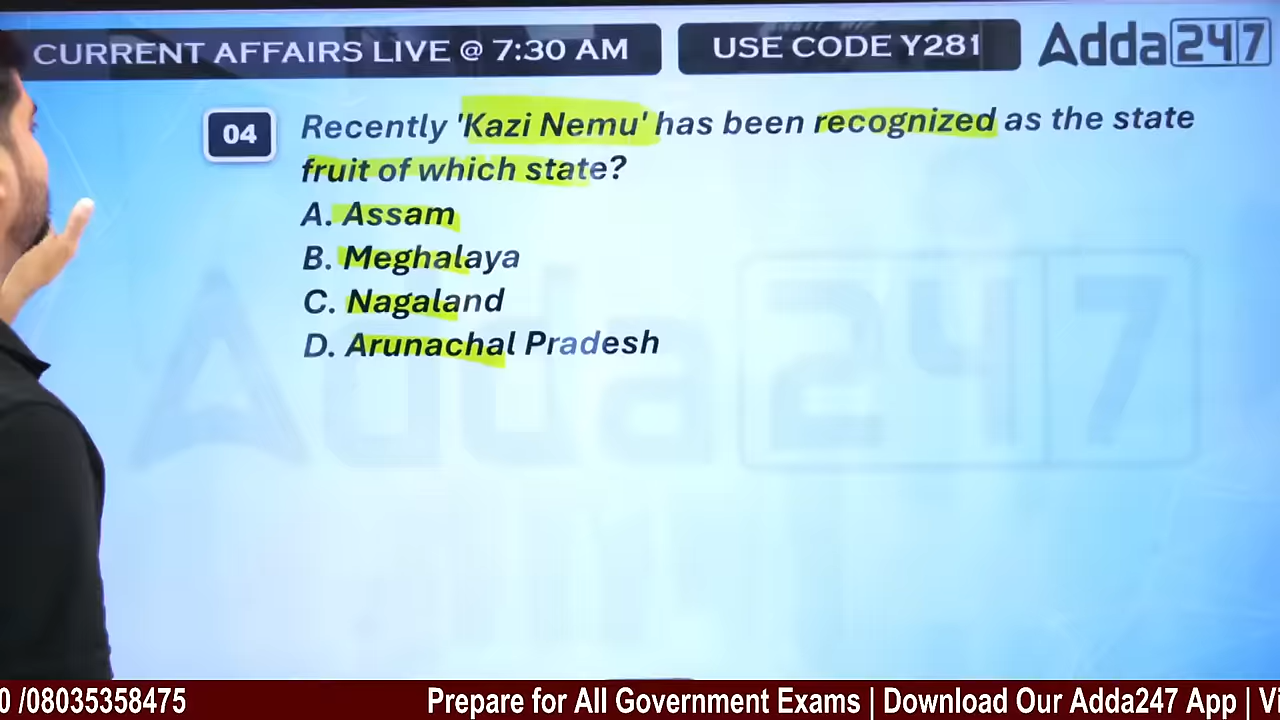 CURRENT AFFAIRS LIVE @ 7:30 AM
USE CODE Y281
Adda247
04
Recently 'Kazi Nemu' has been recognized as the state
fruit of which state?
A. Assam
B. Meghalaya
C. Nagaland
D. Arunachal Pradesh
Adda247
0 /08035358475
Prepare for All Government Exams | Download Our Adda247 App | Vi